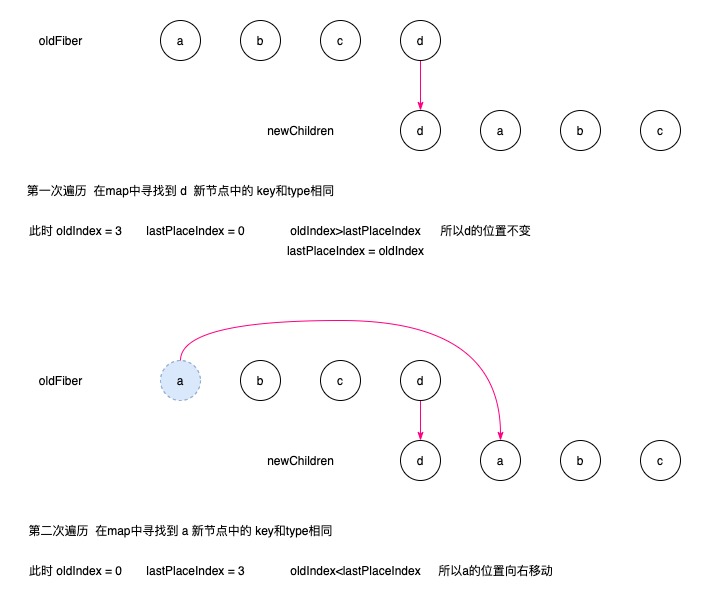 oldFiber a b c d
newChildren d a b c
第一次遍历 在map中寻找到 d 新节点中的 key和type相同
此时 oldIndex = 3 lastPlaceIndex = 0 oldIndex>lastPlaceIndex 所以d的位置不变
lastPlaceIndex = oldIndex
oldFiber a b c d
newChildren d a b c
第二次遍历 在map中寻找到 a 新节点中的 key和type相同
此时 oldIndex = 0 lastPlaceIndex = 3 oldIndex<lastPlaceIndex 所以a的位置向右移动